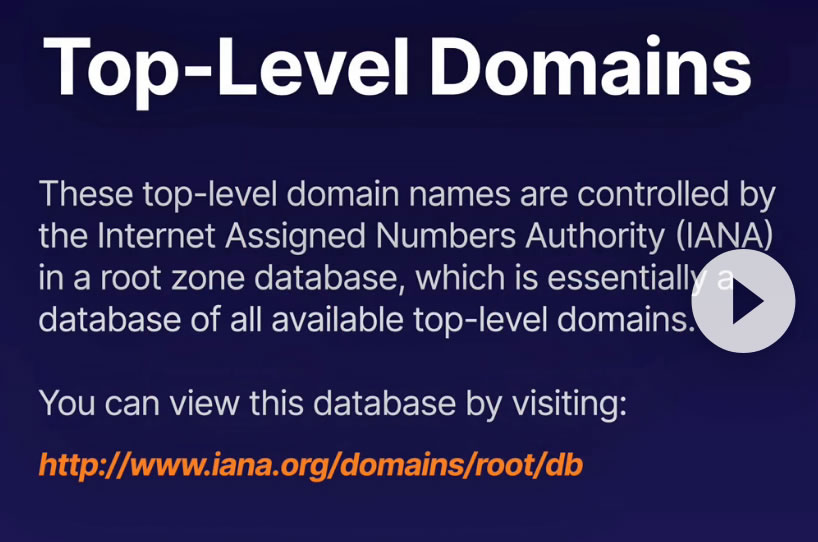 Top-Level Domains
These top-level domain names are controlled by
the Internet Assigned Numbers Authority (IANA)
in a root zone database, which is essentially a
database of all available top-level domains.
You can view this database by visiting:
http://www.iana.org/domains/root/db